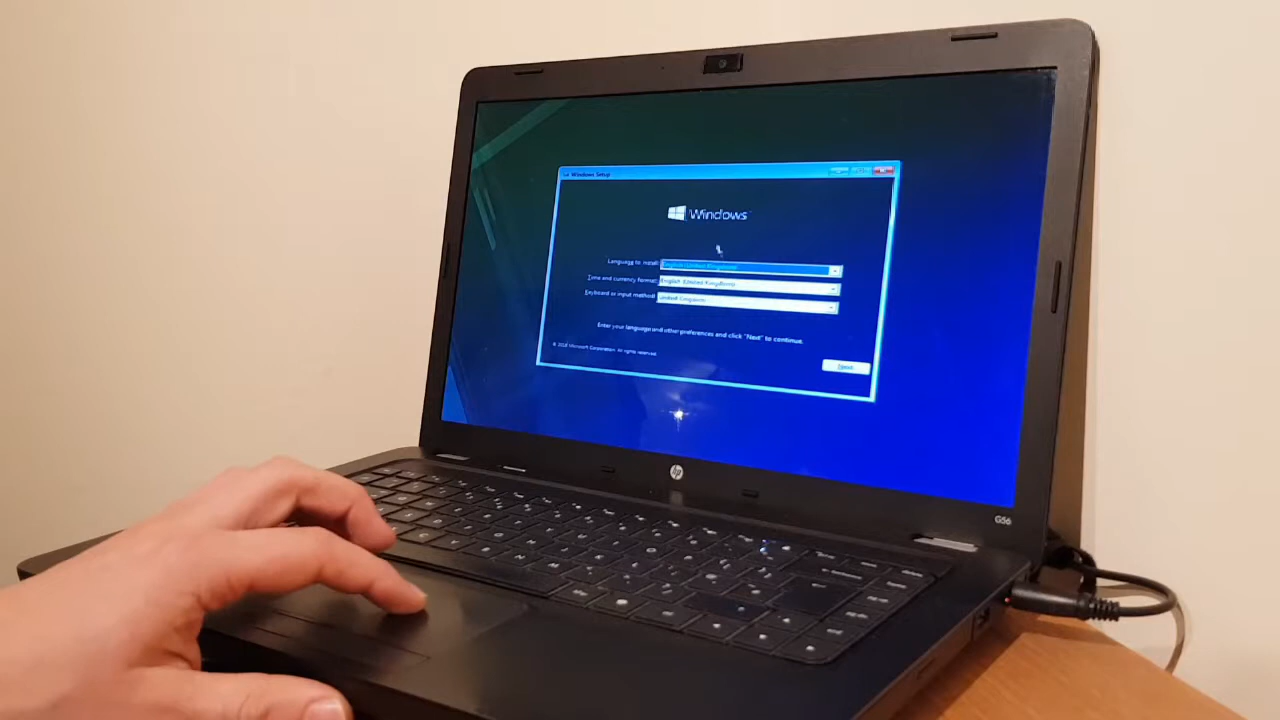 Windows Setup
Windows
Language to install: English (United Kingdom)
Time and currency format: English (United Kingdom)
Keyboard or input method: United Kingdom
Enter your language and other preferences and click "Next" to continue.
Microsoft Corporation. All rights reserved.
Next
hp
G56